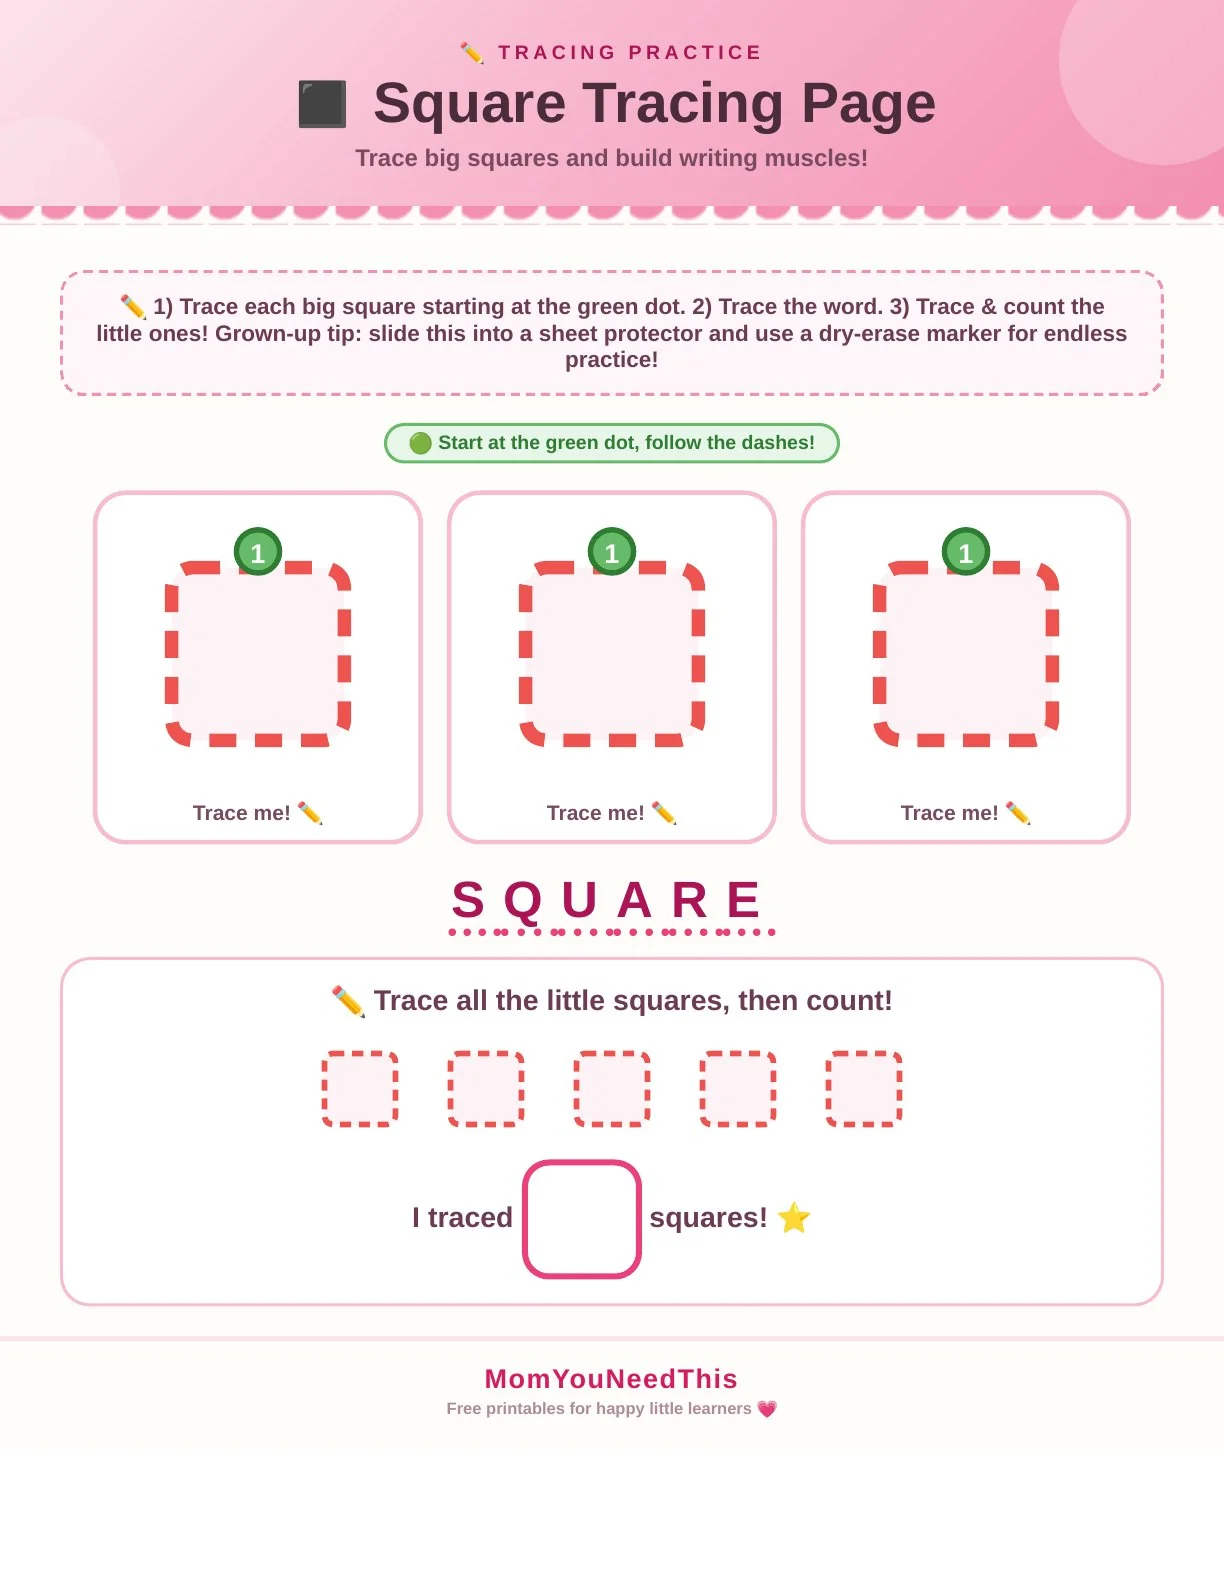 ✏️ TRACING PRACTICE
⬛ Square Tracing Page
Trace big squares and build writing muscles!
✏️ 1) Trace each big square starting at the green dot. 2) Trace the word. 3) Trace & count the
little ones! Grown-up tip: slide this into a sheet protector and use a dry-erase marker for endless
practice!
🟢 Start at the green dot, follow the dashes!
1 1 1
Trace me! ✏️ Trace me! ✏️ Trace me! ✏️
SQUARE
✏️ Trace all the little squares, then count!
I traced squares! ⭐
MomYouNeedThis
Free printables for happy little learners 💗